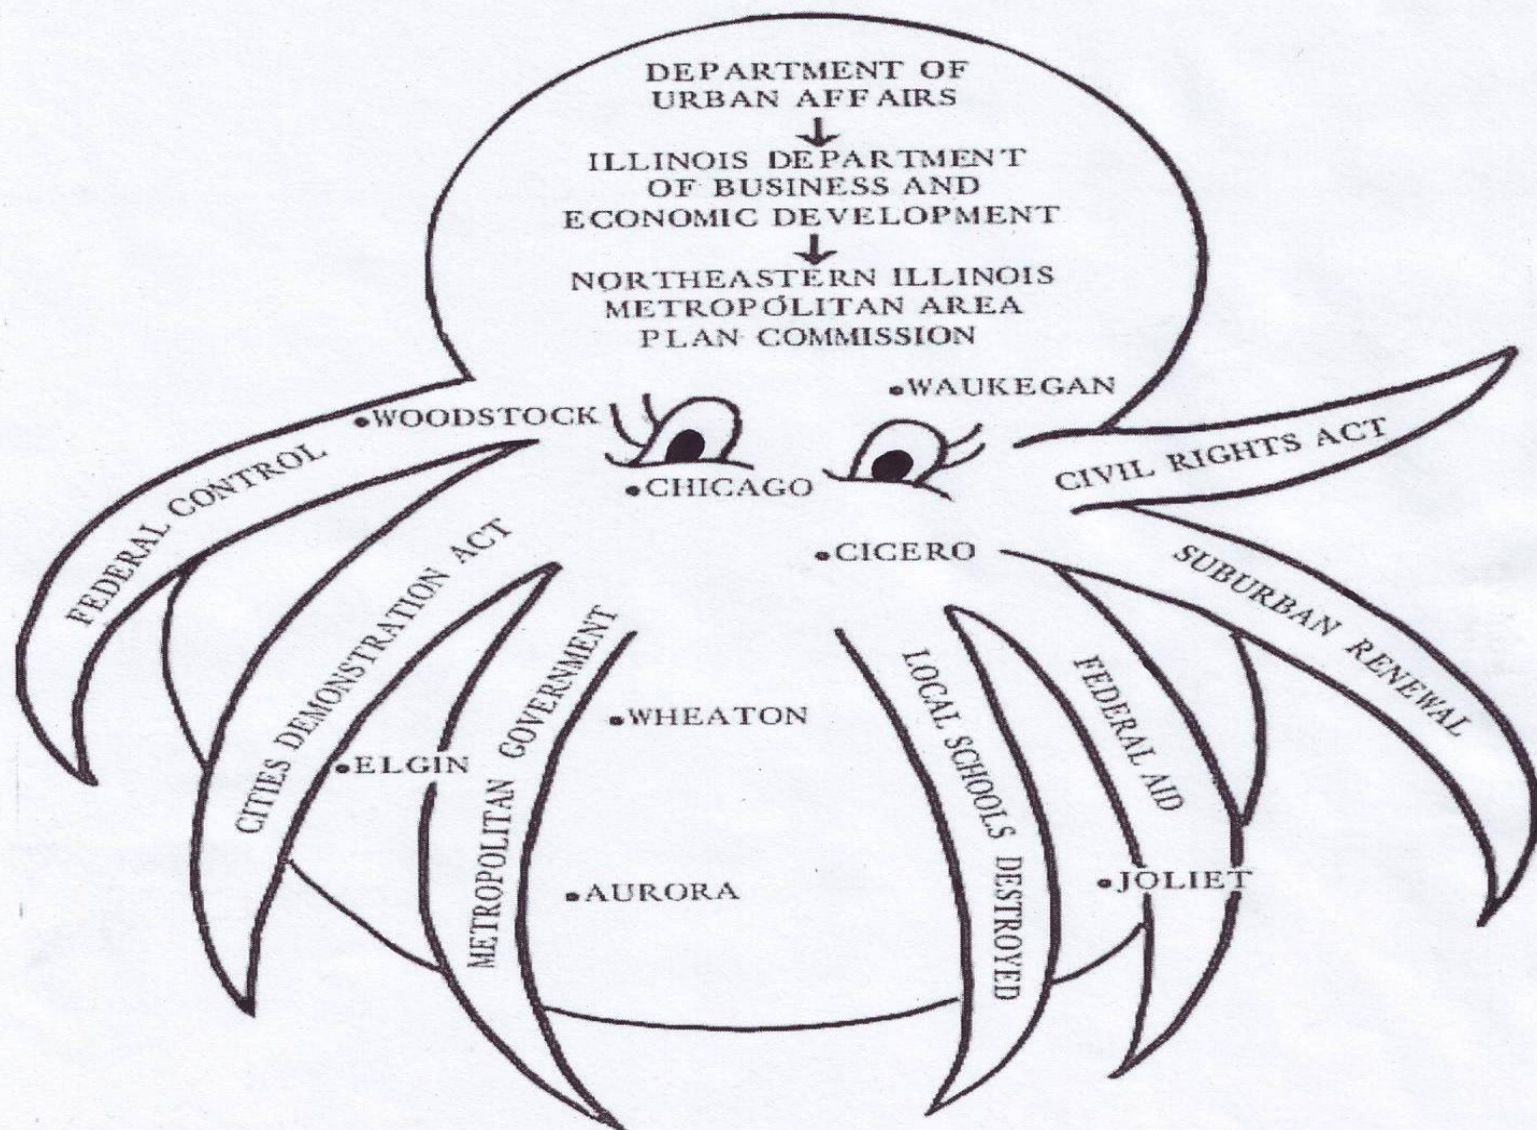 DEPARTMENT OF
URBAN AFFAIRS
ILLINOIS DEPARTMENT
OF BUSINESS AND
ECONOMIC DEVELOPMENT
NORTHEASTERN ILLINOIS
METROPOLITAN AREA
PLAN COMMISSION
WAUKEGAN
WOODSTOCK
CHICAGO
CICERO
FEDERAL CONTROL
CITIES DEMONSTRATION ACT
METROPOLITAN GOVERNMENT
CIVIL RIGHTS ACT
SUBURBAN RENEWAL
FEDERAL AID
LOCAL SCHOOLS DESTROYED
WHEATON
ELGIN
AURORA
JOLIET